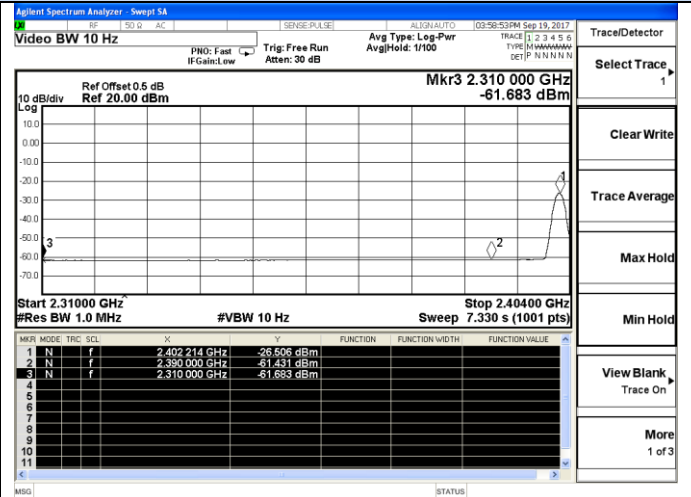 Agilent Spectrum Analyzer - Swept SA
RF 50 Ω AC SENSE:PULSE ALIGN AUTO 03:58:53PM Sep 19, 2017
Video BW 10 Hz
PNO: Fast
IFGain:Low
Trig: Free Run
Atten: 30 dB
Avg Type: Log-Pwr
Avg|Hold: 1/100
TRACE 1 2 3 4 5 6
TYPE MWWWWW
DET P N N N N N
Mkr3 2.310 000 GHz
-61.683 dBm
Ref Offset 0.5 dB
Ref 20.00 dBm
10 dB/div
Log
10.0
0.00
-10.0
-20.0
-30.0
-40.0
-50.0
-60.0
-70.0
1
2
3
Start 2.31000 GHz
Stop 2.40400 GHz
#Res BW 1.0 MHz #VBW 10 Hz Sweep 7.330 s (1001 pts)
MKR MODE TRC SCL X Y FUNCTION FUNCTION WIDTH FUNCTION VALUE
1 N f 2.402 214 GHz -26.506 dBm
2 N f 2.390 000 GHz -61.431 dBm
3 N f 2.310 000 GHz -61.683 dBm
4
5
6
7
8
9
10
11
MSG STATUS
Trace/Detector
Select Trace
1
Clear Write
Trace Average
Max Hold
Min Hold
View Blank
Trace On
More
1 of 3